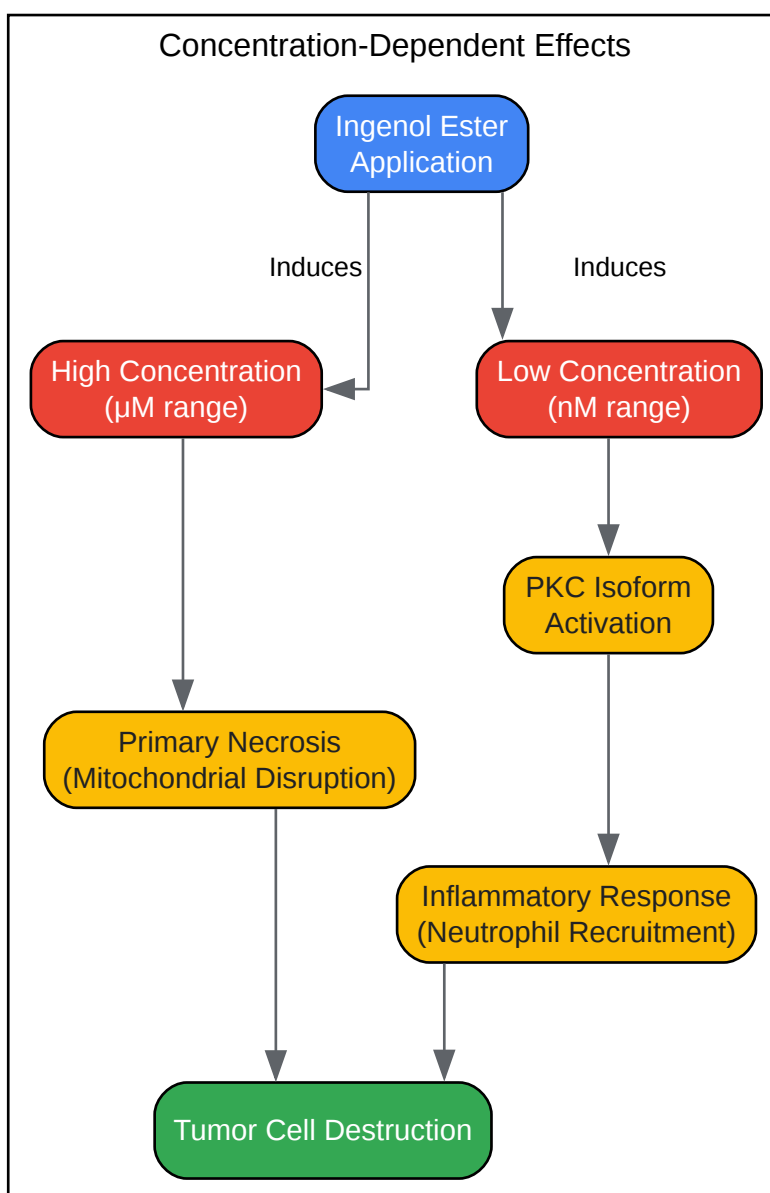 Concentration-Dependent Effects
Ingenol Ester
Application
Induces
Induces
High Concentration
(μM range)
Low Concentration
(nM range)
PKC Isoform
Activation
Primary Necrosis
(Mitochondrial Disruption)
Inflammatory Response
(Neutrophil Recruitment)
Tumor Cell Destruction